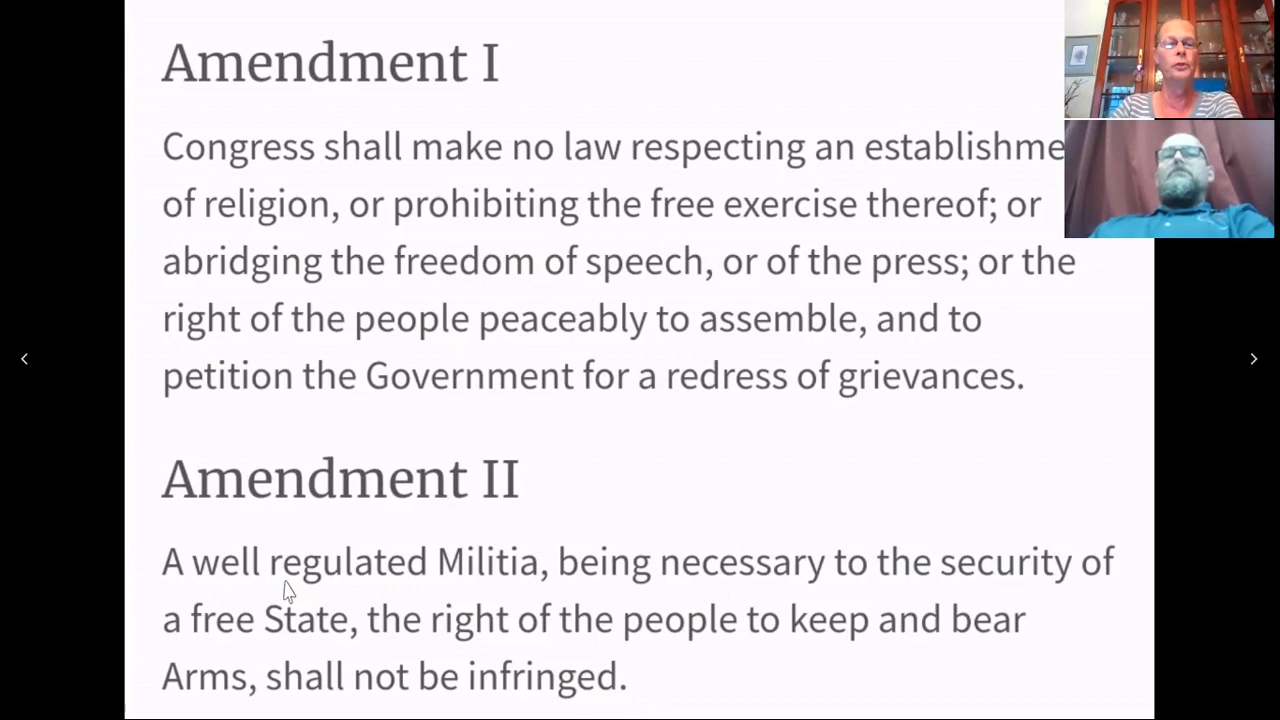 Amendment I
Congress shall make no law respecting an establishme
of religion, or prohibiting the free exercise thereof; or
abridging the freedom of speech, or of the press; or the
right of the people peaceably to assemble, and to
petition the Government for a redress of grievances.
Amendment II
A well regulated Militia, being necessary to the security of
a free State, the right of the people to keep and bear
Arms, shall not be infringed.